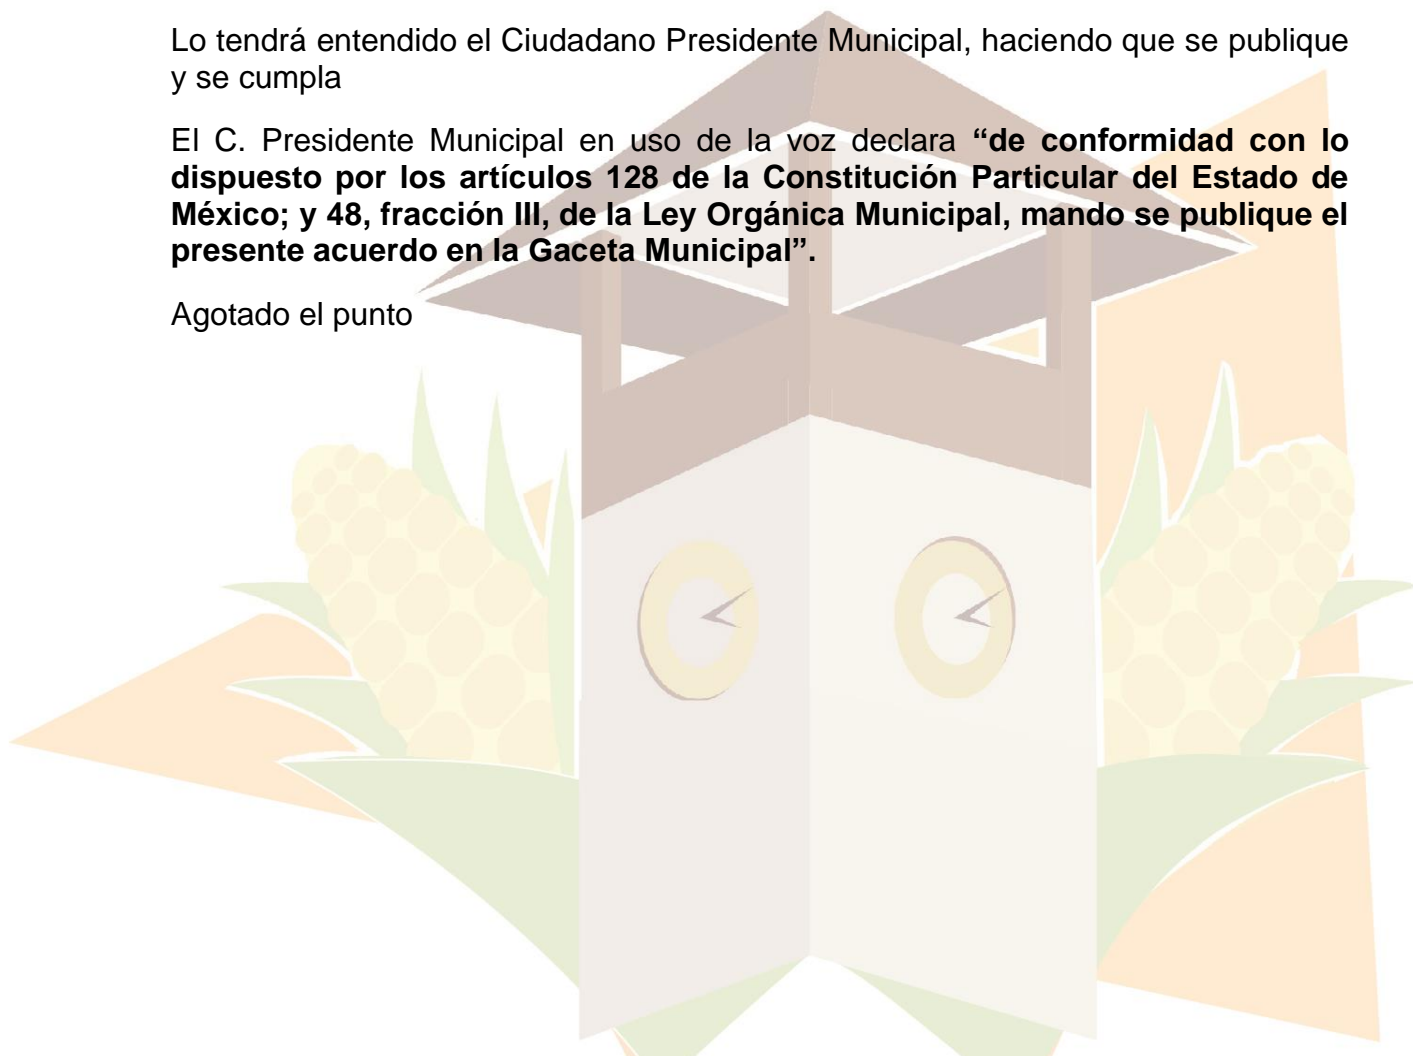 Lo tendrá entendido el Ciudadano Presidente Municipal, haciendo que se publique
y se cumpla
El C. Presidente Municipal en uso de la voz declara “de conformidad con lo
dispuesto por los artículos 128 de la Constitución Particular del Estado de
México; y 48, fracción III, de la Ley Orgánica Municipal, mando se publique el
presente acuerdo en la Gaceta Municipal”.
Agotado el punto